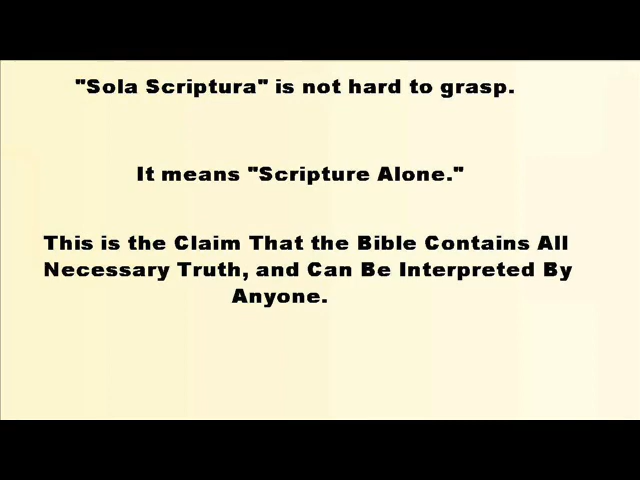 "Sola Scriptura" is not hard to grasp.
It means "Scripture Alone."
This is the Claim That the Bible Contains All
Necessary Truth, and Can Be Interpreted By
Anyone.